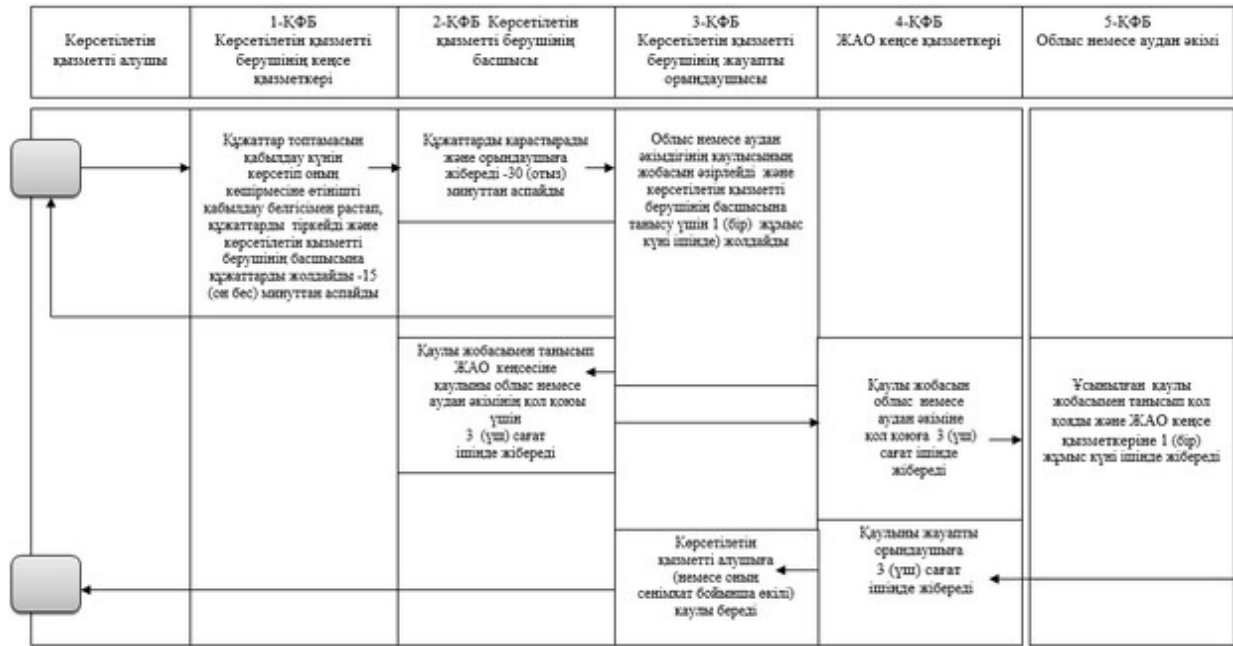 Көрсетілетін
қызметті алушы
1-ҚФБ
Көрсетілетін қызметті
берушінің кеңсе
қызметкері
2-ҚФБ Көрсетілетін
қызметті берушінің
басшысы
3-ҚФБ
Көрсетілетін қызметті
берушінің жауапты
орындаушысы
4-ҚФБ
ЖАО кеңсе қызметкері
5-ҚФБ
Облыс немесе аудан әкімі
Құжаттар топтамасын
қабылдау күнін
көрсетіп оның
көшірмесіне өтінішті
қабылдау белгісімен растап,
құжаттарды тіркейді және
көрсетілетін қызметті
берушінің басшысына
құжаттарды жолдайды -15
(он бес) минуттан аспайды
Құжаттарды қарастырады
және орындаушыға
жібереді -30 (отыз)
минуттан аспайды
Облыс немесе аудан
әкімдігінің қаулысының
жобасын әзірлейді және
көрсетілетін қызметті
берушінің басшысына
танысу үшін 1 (бір) жұмыс
күні ішінде) жолдайды
Қаулы жобасымен танысып
ЖАО кеңсесіне
қаулыны облыс немесе
аудан әкімінің қол қоюы
үшін
3 (үш) сағат
ішінде жібереді
Қаулы жобасын
облыс немесе
аудан әкіміне
қол қоюға 3 (үш)
сағат ішінде
жібереді
Ұсынылған қаулы
жобасымен танысып қол
қояды және ЖАО кеңсе
қызметкеріне 1 (бір)
жұмыс күні ішінде жібереді
Көрсетілетін
қызметті алушыға
(немесе оның
сенімхат бойынша өкілі)
қаулы береді
Қаулыны жауапты
орындаушыға
3 (үш) сағат
ішінде жібереді